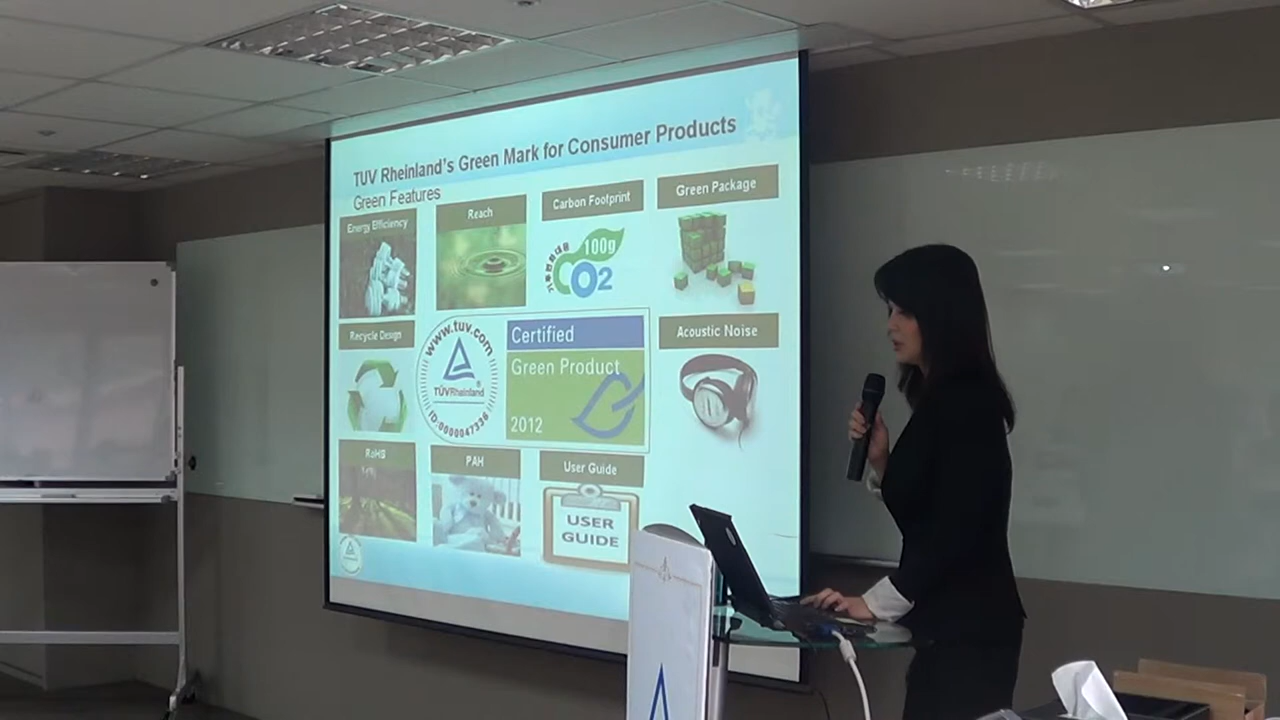 TUV Rheinland's Green Mark for Consumer Products
Green Features
Energy Efficiency
Reach
Carbon Footprint
Green Package
100g
CO2
Recycle Design
www.tuv.com
TÜVRheinland
®
ID:0000047336
Certified
Green Product
2012
Acoustic Noise
RoHS
PAH
User Guide
USER
GUIDE